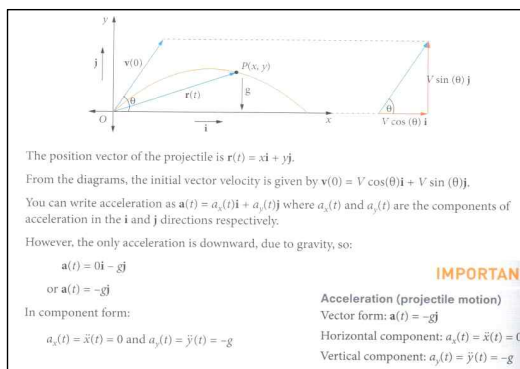 y
j
v(0)
P(x, y)
V sin (θ) j
g
θ
r(t)
θ
O
x
V cos (θ) i
i
The position vector of the projectile is r(t) = xi + yj.
From the diagrams, the initial vector velocity is given by v(0) = V cos(θ)i + V sin (θ)j.
You can write acceleration as a(t) = aₓ(t)i + a_y(t)j where aₓ(t) and a_y(t) are the components of
acceleration in the i and j directions respectively.
However, the only acceleration is downward, due to gravity, so:
a(t) = 0i − gj
or a(t) = −gj
In component form:
aₓ(t) = ẍ(t) = 0 and a_y(t) = ÿ(t) = −g
IMPORTAN
Acceleration (projectile motion)
Vector form: a(t) = −gj
Horizontal component: aₓ(t) = ẍ(t) = 0
Vertical component: a_y(t) = ÿ(t) = −g